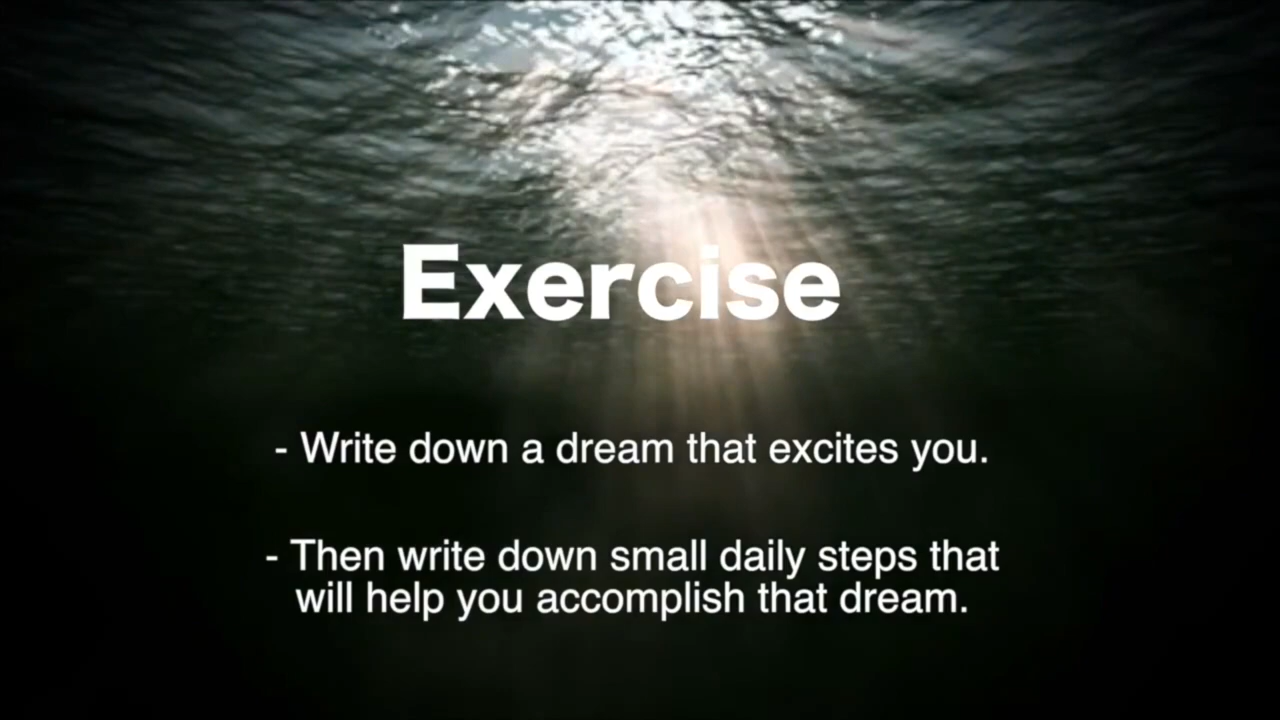 Exercise
- Write down a dream that excites you.
- Then write down small daily steps that
will help you accomplish that dream.